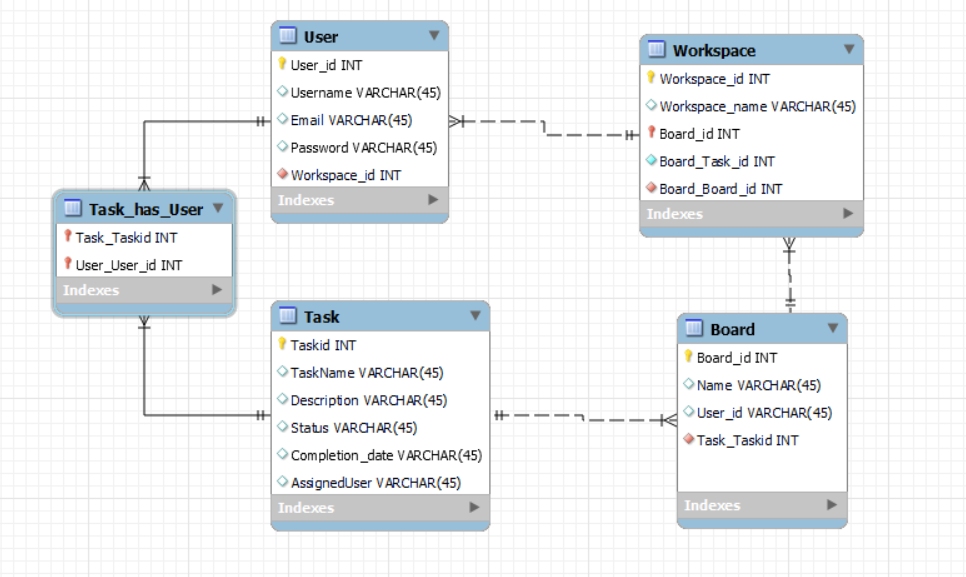 User
User_id INT
Username VARCHAR(45)
Email VARCHAR(45)
Password VARCHAR(45)
Workspace_id INT
Indexes
Workspace
Workspace_id INT
Workspace_name VARCHAR(45)
Board_id INT
Board_Task_id INT
Board_Board_id INT
Indexes
Task_has_User
Task_Taskid INT
User_User_id INT
Indexes
Task
Taskid INT
TaskName VARCHAR(45)
Description VARCHAR(45)
Status VARCHAR(45)
Completion_date VARCHAR(45)
AssignedUser VARCHAR(45)
Indexes
Board
Board_id INT
Name VARCHAR(45)
User_id VARCHAR(45)
Task_Taskid INT
Indexes